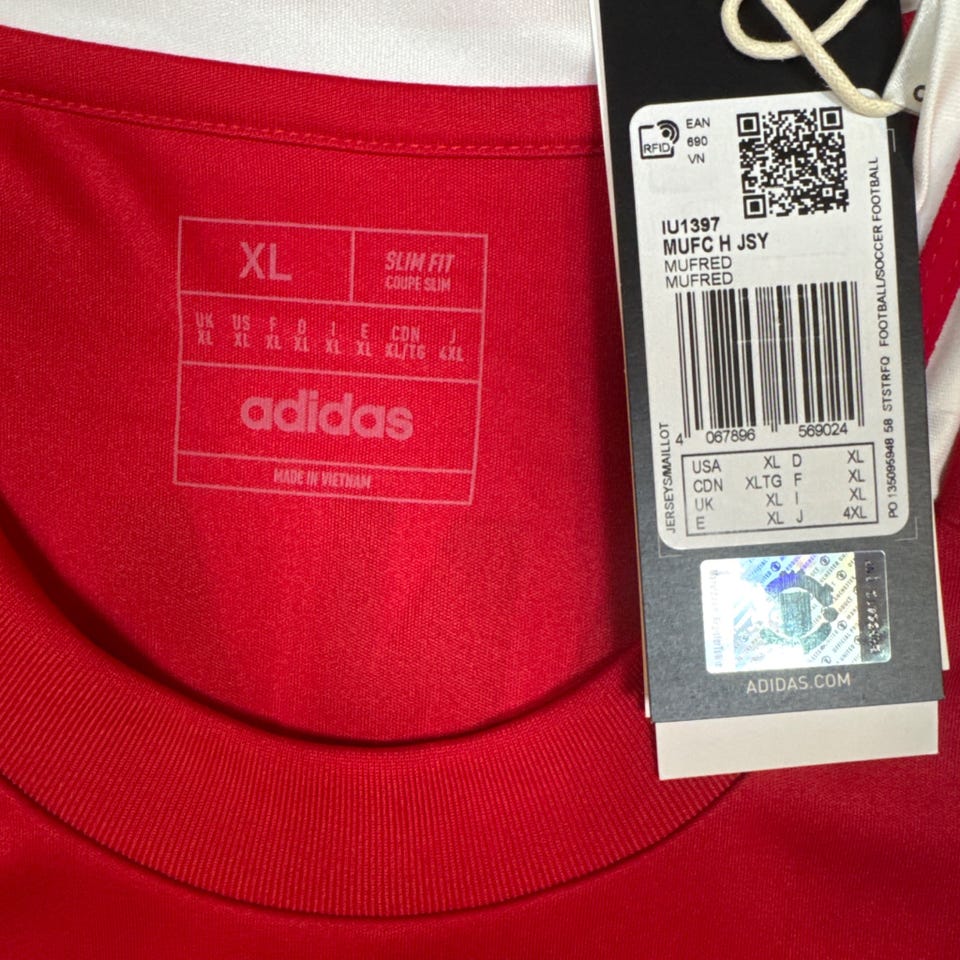 XL
SLIM FIT
COUPE SLIM
UK US F D I E CDN J
XL XL XL XL XL XL XL/TG 4XL
adidas
MADE IN VIETNAM
RFID
EAN
690
VN
IU1397
MUFC H JSY
MUFRED
MUFRED
4 067896 569024
USA XL D XL
CDN XLTG F XL
UK XL I XL
E XL J 4XL
JERSEYS/MAILLOT
FOOTBALL/SOCCER FOOTBALL
PO 135095948 58 STSTRFQ
ADIDAS.COM